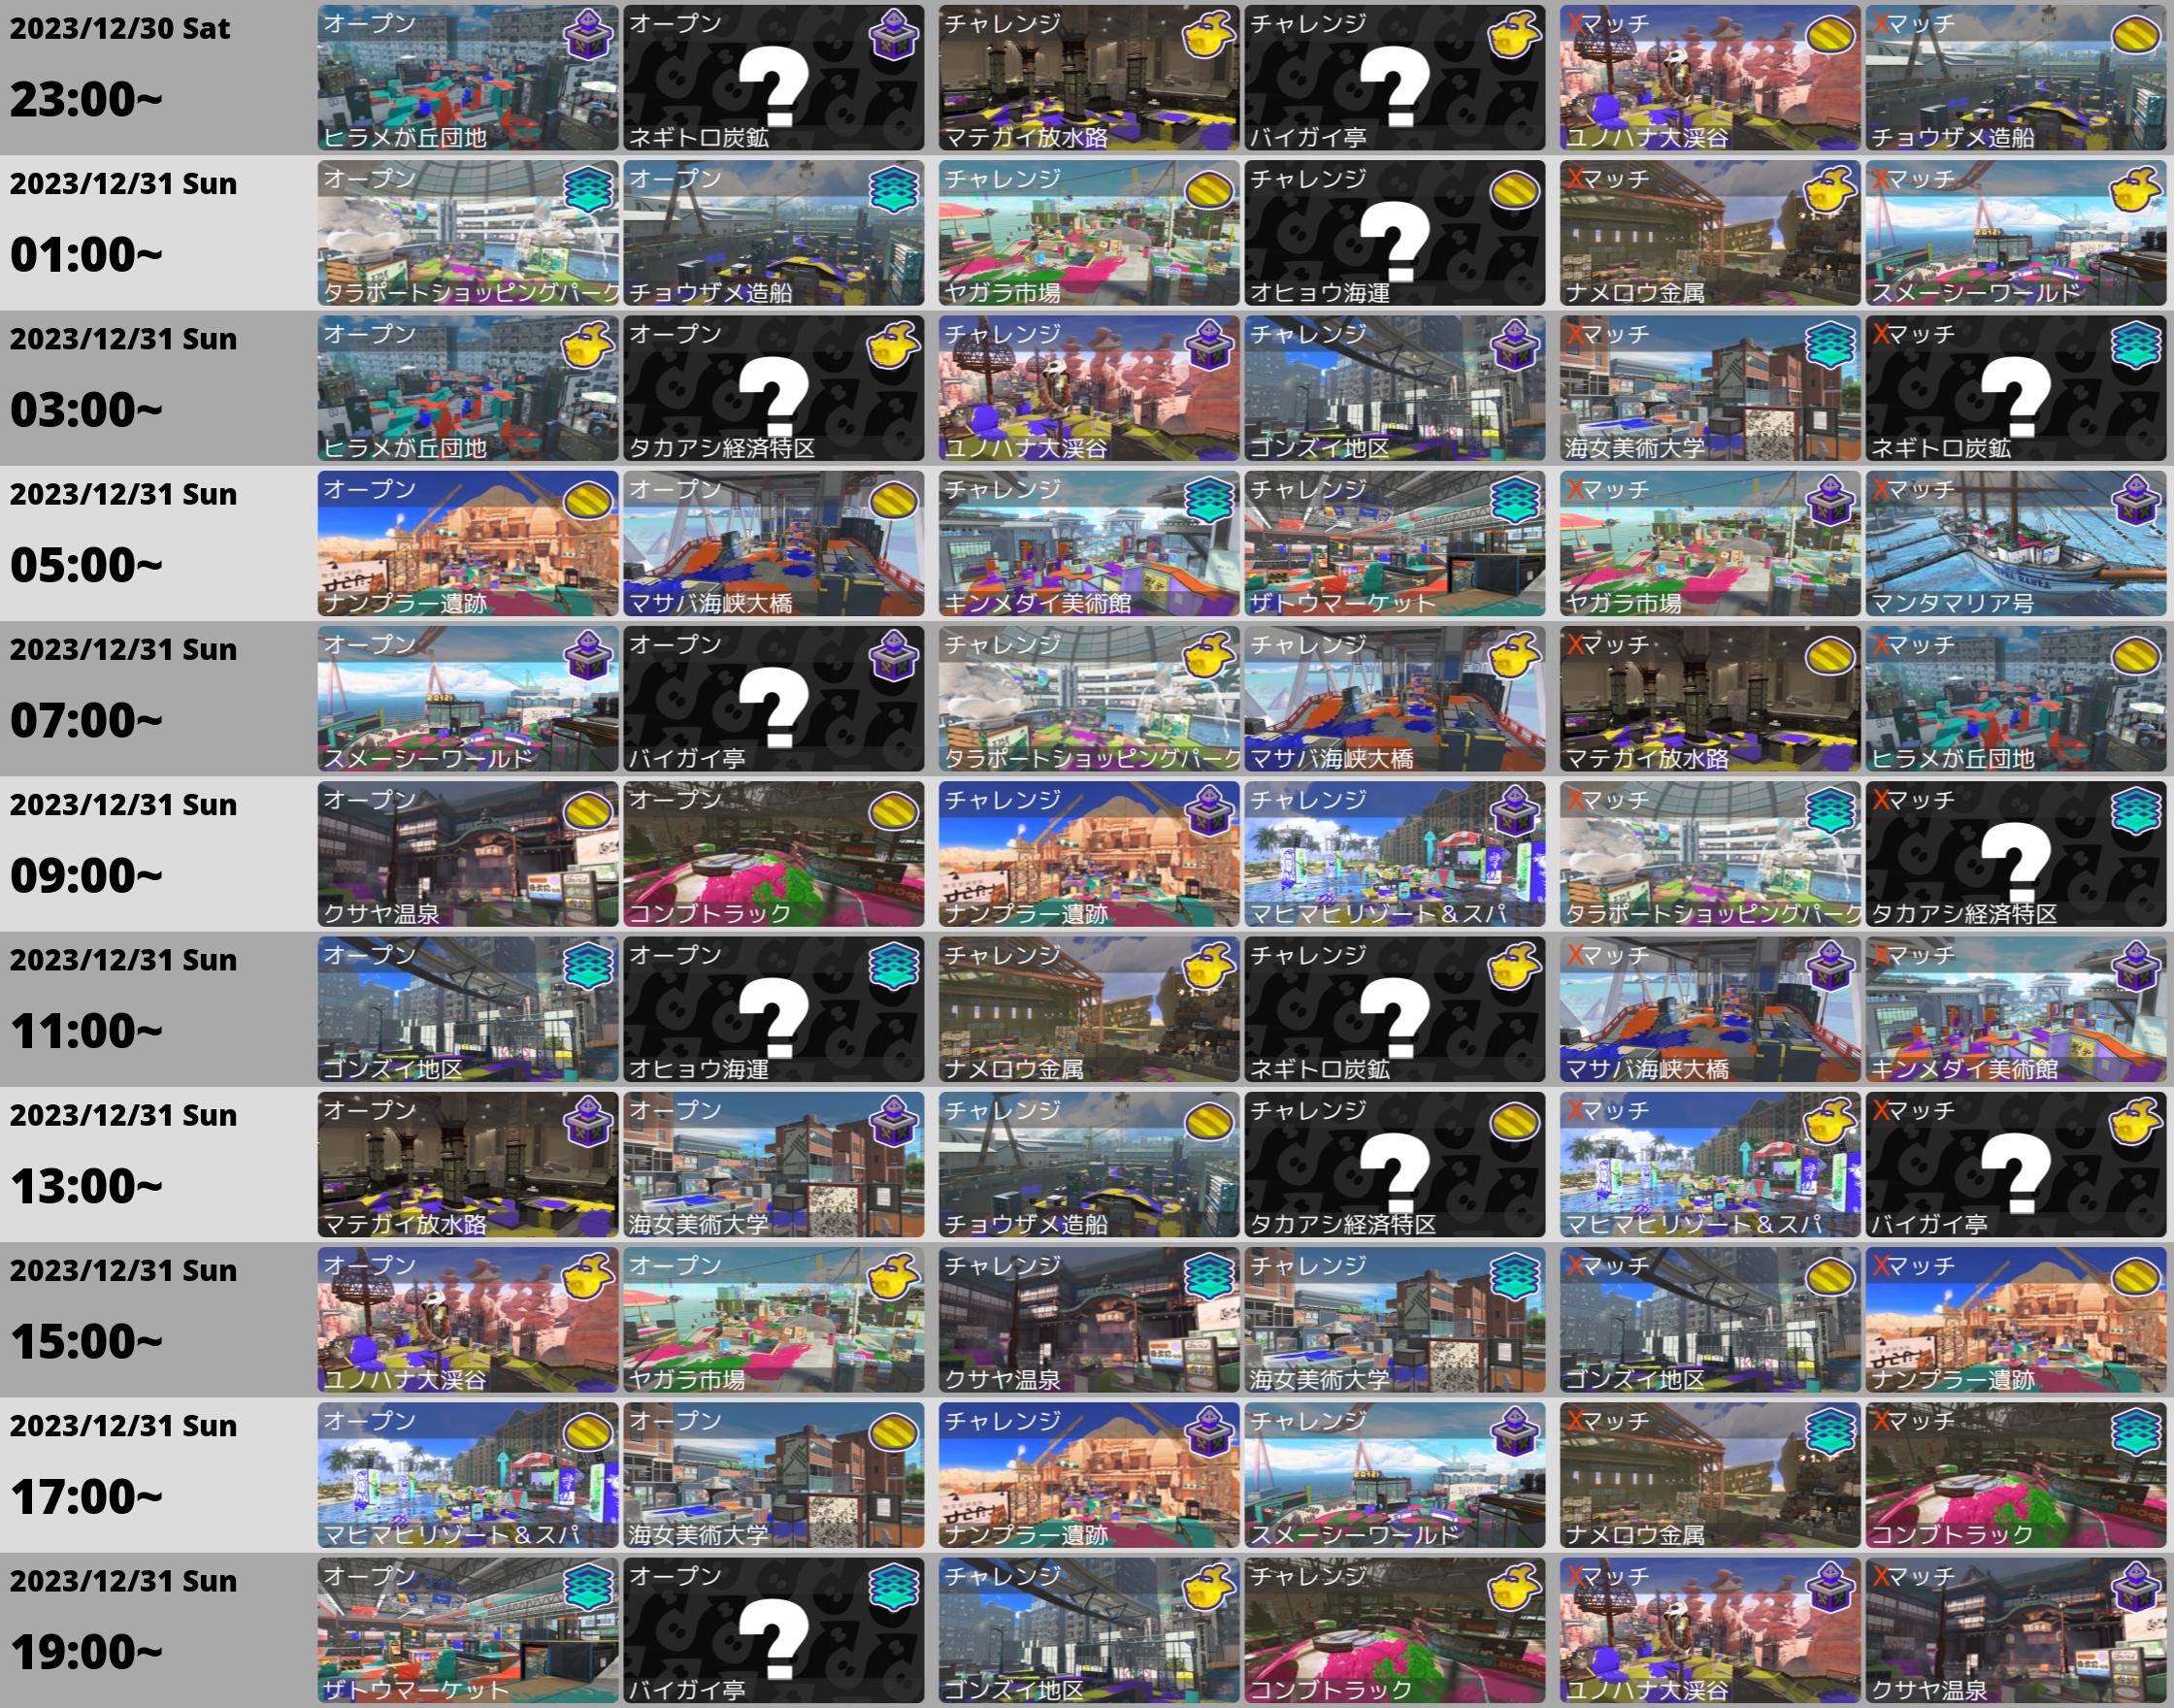 2023/12/30 Sat
23:00~
オープン
ヒラメが丘団地
オープン
ネギトロ炭鉱
チャレンジ
マテガイ放水路
チャレンジ
バイガイ亭
Xマッチ
ユノハナ大渓谷
Xマッチ
チョウザメ造船
2023/12/31 Sun
01:00~
オープン
タラポートショッピングパーク
オープン
チョウザメ造船
チャレンジ
ヤガラ市場
チャレンジ
オヒョウ海運
Xマッチ
ナメロウ金属
Xマッチ
スメーシーワールド
2023/12/31 Sun
03:00~
オープン
ヒラメが丘団地
オープン
タカアシ経済特区
チャレンジ
ユノハナ大渓谷
チャレンジ
ゴンズイ地区
Xマッチ
海女美術大学
Xマッチ
ネギトロ炭鉱
2023/12/31 Sun
05:00~
オープン
ナンプラー遺跡
オープン
マサバ海峡大橋
チャレンジ
キンメダイ美術館
チャレンジ
ザトウマーケット
Xマッチ
ヤガラ市場
Xマッチ
マンタマリア号
2023/12/31 Sun
07:00~
オープン
スメーシーワールド
オープン
バイガイ亭
チャレンジ
タラポートショッピングパーク
チャレンジ
マサバ海峡大橋
Xマッチ
マテガイ放水路
Xマッチ
ヒラメが丘団地
2023/12/31 Sun
09:00~
オープン
クサヤ温泉
オープン
コンブトラック
チャレンジ
ナンプラー遺跡
チャレンジ
マヒマヒリゾート＆スパ
Xマッチ
タラポートショッピングパーク
Xマッチ
タカアシ経済特区
2023/12/31 Sun
11:00~
オープン
ゴンズイ地区
オープン
オヒョウ海運
チャレンジ
ナメロウ金属
チャレンジ
ネギトロ炭鉱
Xマッチ
マサバ海峡大橋
Xマッチ
キンメダイ美術館
2023/12/31 Sun
13:00~
オープン
マテガイ放水路
オープン
海女美術大学
チャレンジ
チョウザメ造船
チャレンジ
タカアシ経済特区
Xマッチ
マヒマヒリゾート＆スパ
Xマッチ
バイガイ亭
2023/12/31 Sun
15:00~
オープン
ユノハナ大渓谷
オープン
ヤガラ市場
チャレンジ
クサヤ温泉
チャレンジ
海女美術大学
Xマッチ
ゴンズイ地区
Xマッチ
ナンプラー遺跡
2023/12/31 Sun
17:00~
オープン
マヒマヒリゾート＆スパ
オープン
海女美術大学
チャレンジ
ナンプラー遺跡
チャレンジ
スメーシーワールド
Xマッチ
ナメロウ金属
Xマッチ
コンブトラック
2023/12/31 Sun
19:00~
オープン
ザトウマーケット
オープン
バイガイ亭
チャレンジ
ゴンズイ地区
チャレンジ
コンブトラック
Xマッチ
ユノハナ大渓谷
Xマッチ
クサヤ温泉